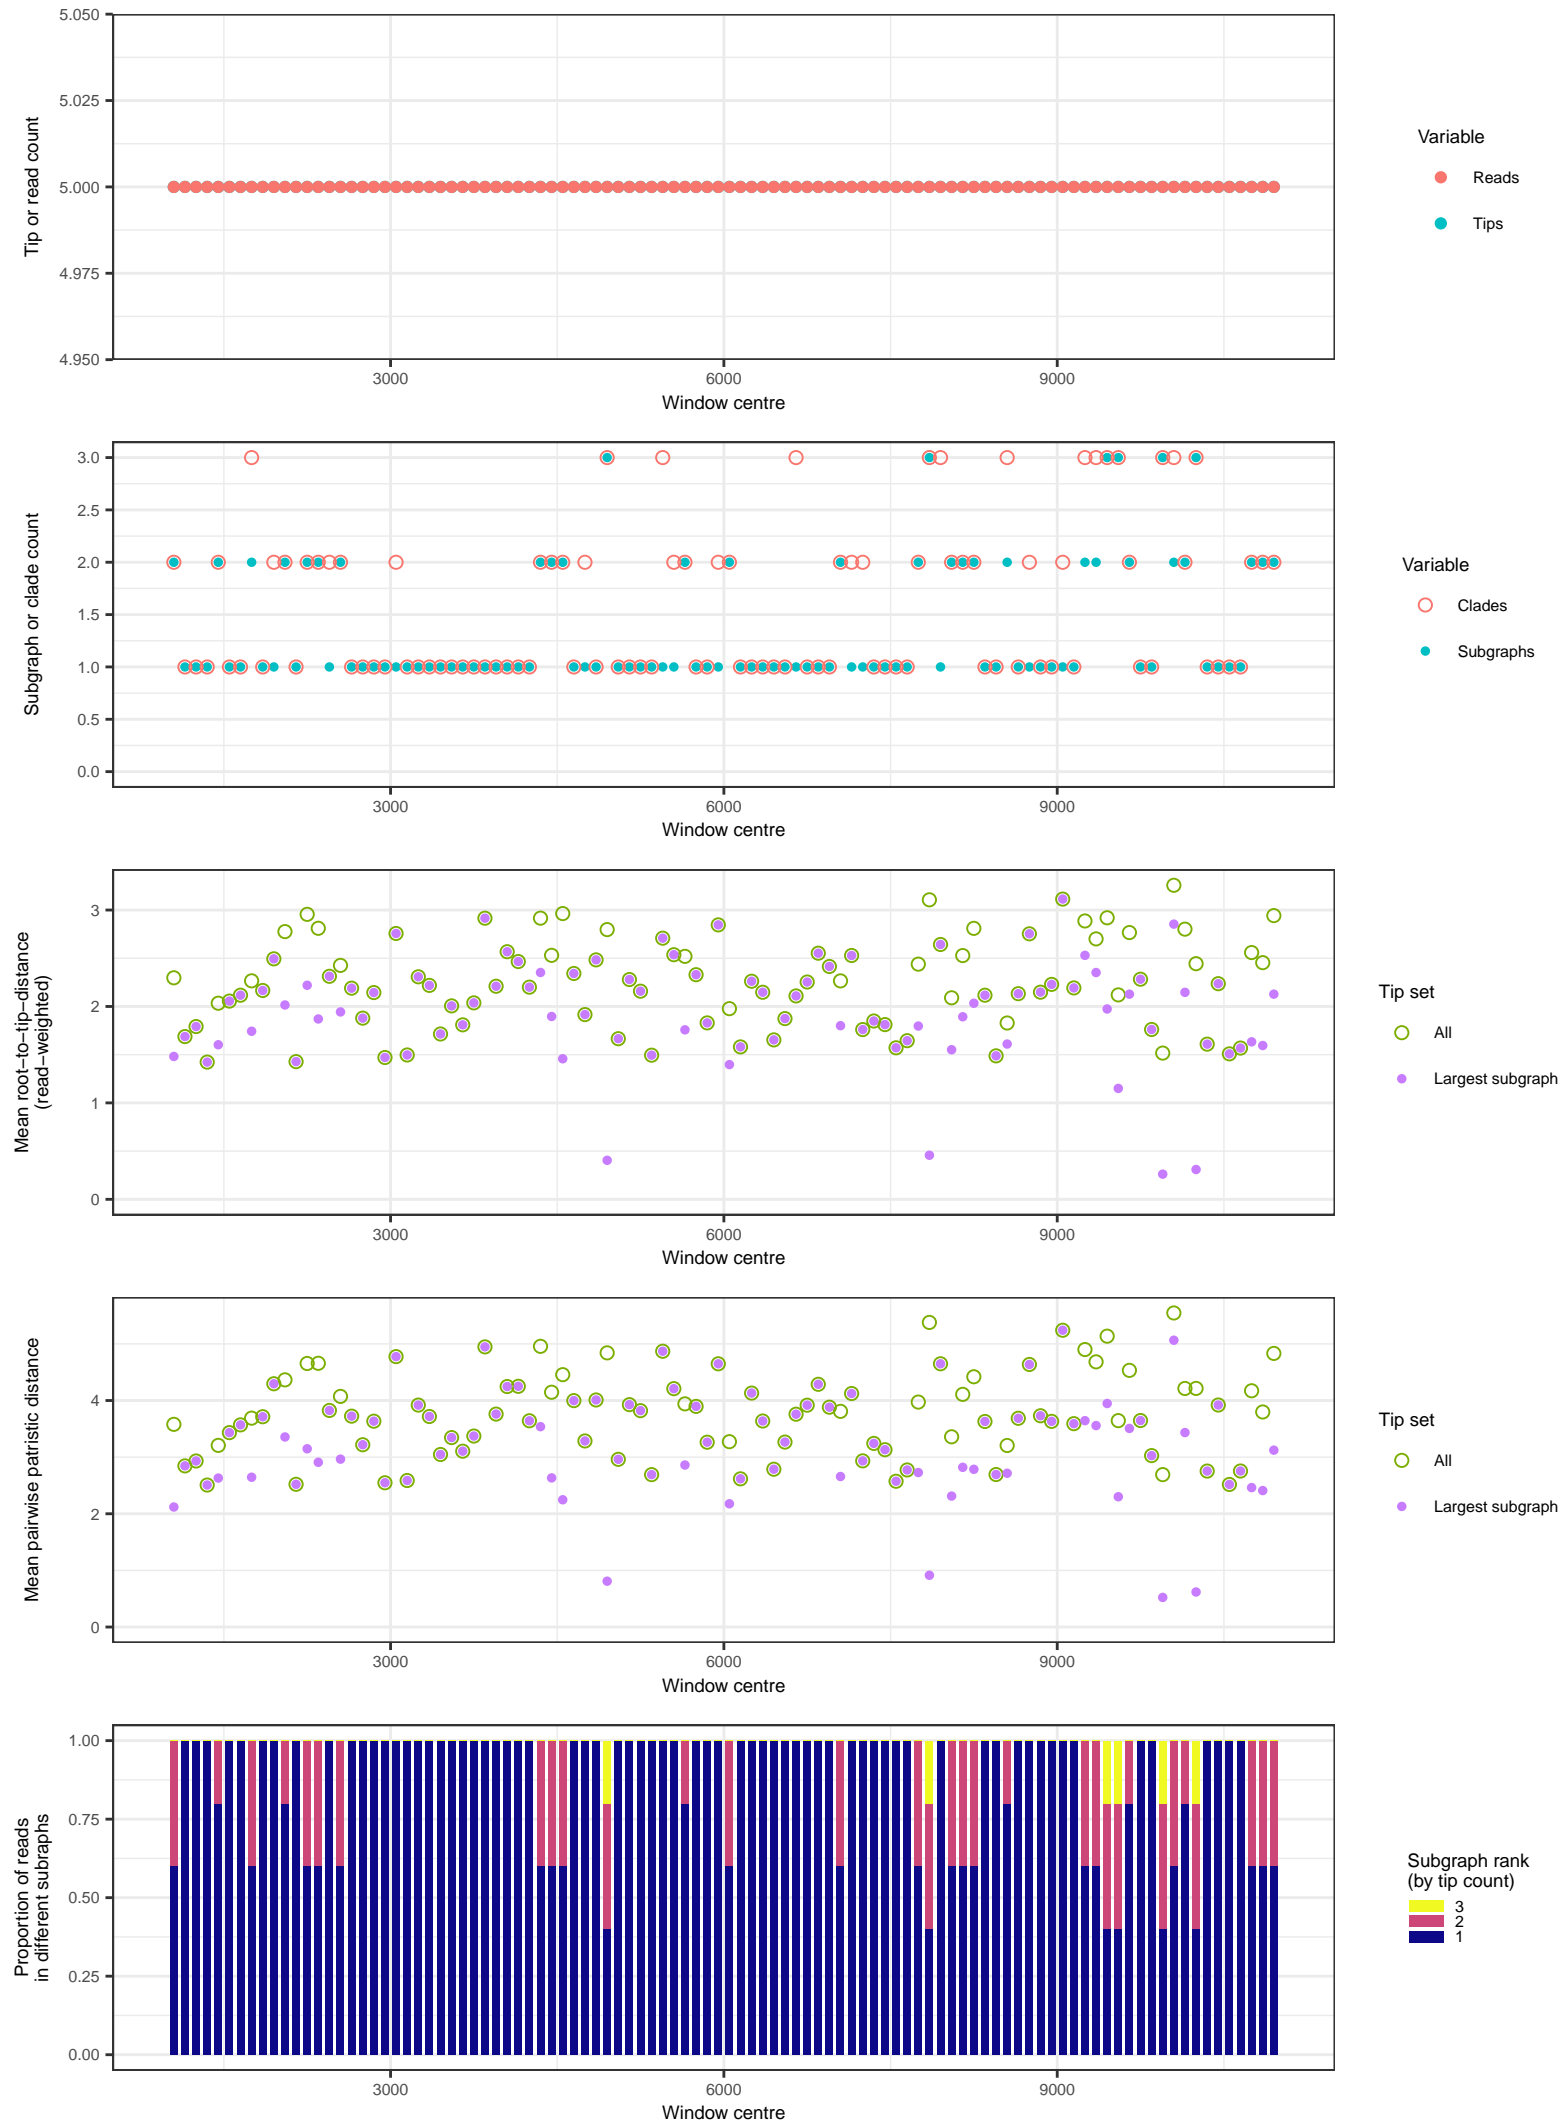 5.050
5.025
5.000
4.975
4.950
Tip or read count
3000
6000
9000
Window centre
Variable
Reads
Tips
3.0
2.5
2.0
1.5
1.0
0.5
0.0
Subgraph or clade count
3000
6000
9000
Window centre
Variable
Clades
Subgraphs
3
2
1
0
Mean root−to−tip−distance
(read−weighted)
3000
6000
9000
Window centre
Tip set
All
Largest subgraph
4
2
0
Mean pairwise patristic distance
3000
6000
9000
Window centre
Tip set
All
Largest subgraph
1.00
0.75
0.50
0.25
0.00
Proportion of reads
in different subraphs
3000
6000
9000
Window centre
Subgraph rank
(by tip count)
3
2
1